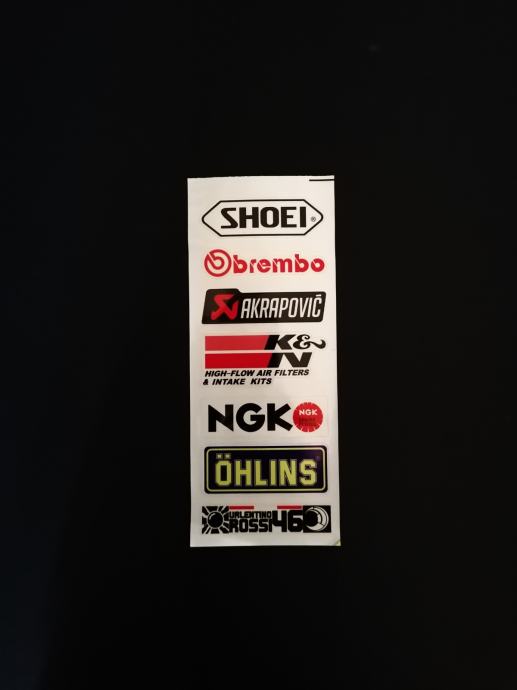 SHOEI®
brembo
AKRAPOVIČ
K&N
HIGH-FLOW AIR FILTERS
& INTAKE KITS
NGK NGK
ÖHLINS
VALENTINO
ROSSI 46